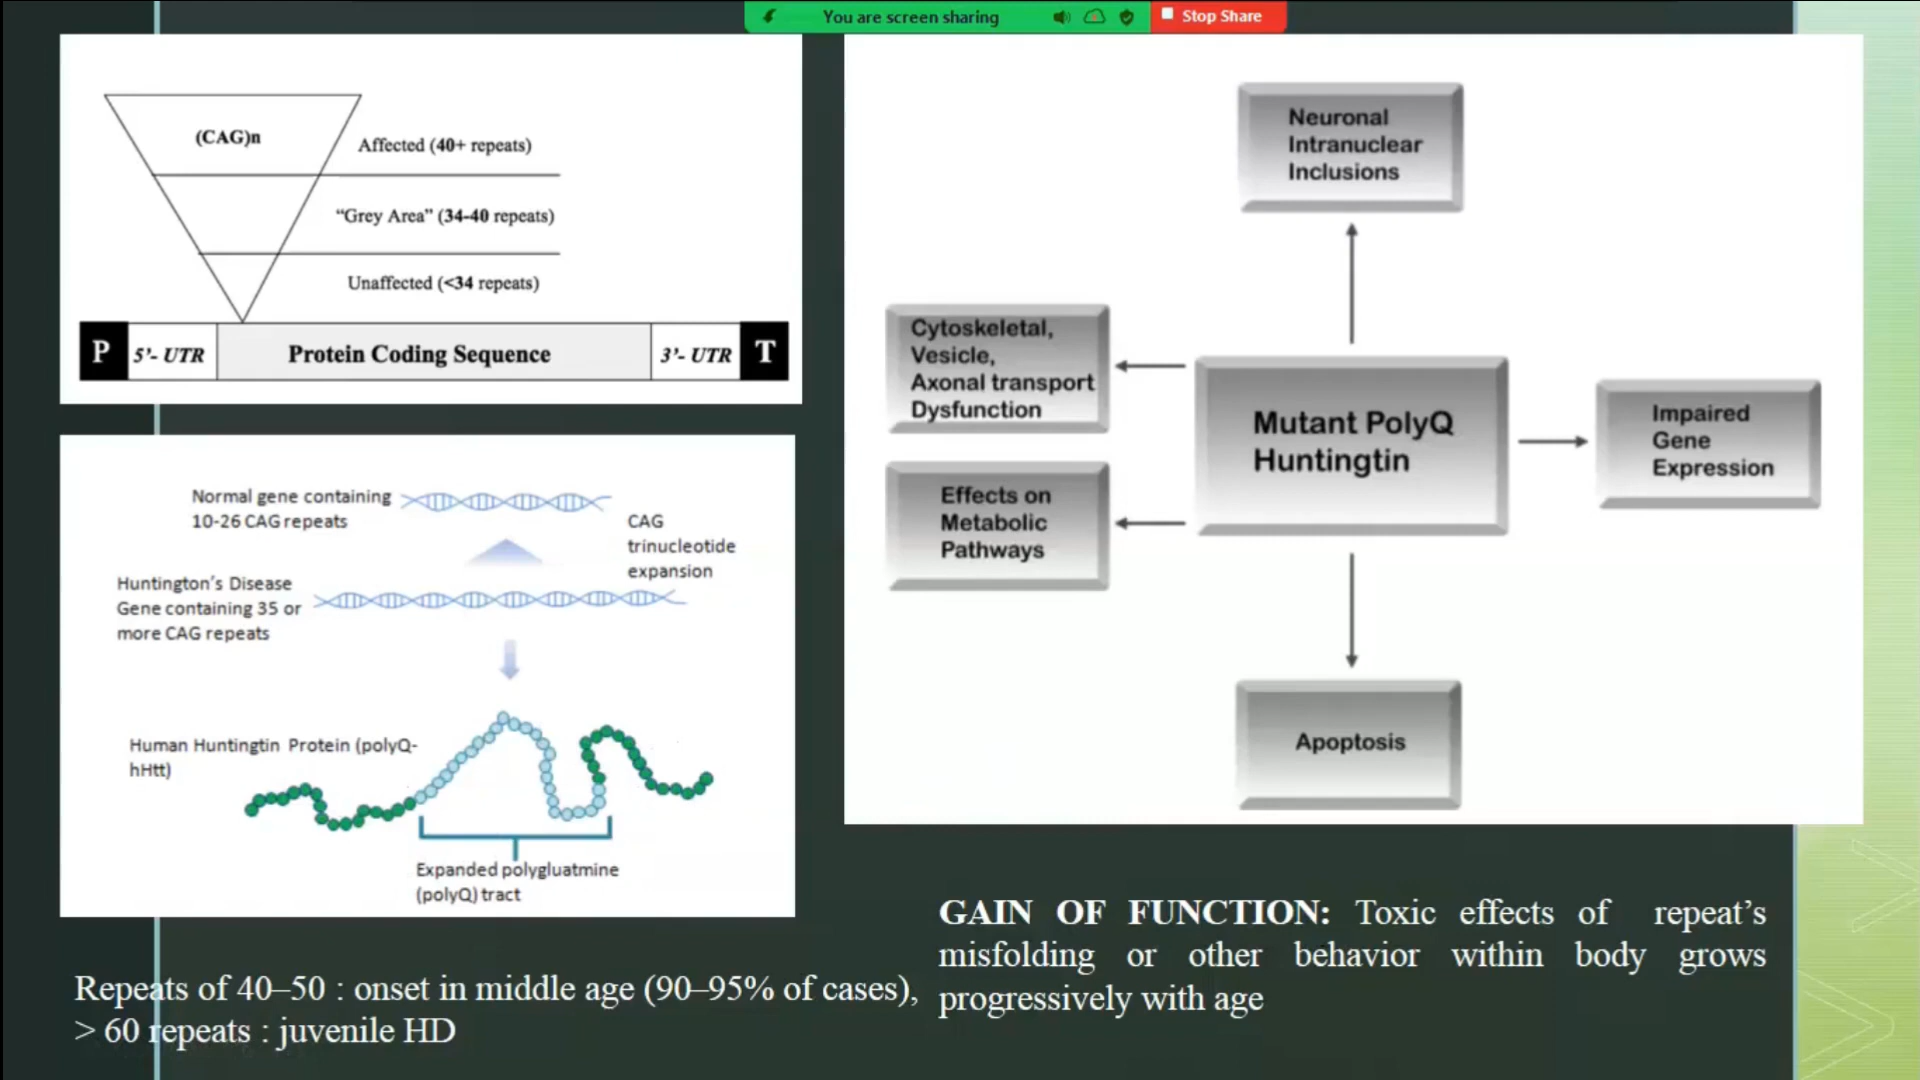 You are screen sharing
Stop Share
(CAG)n
Affected (40+ repeats)
“Grey Area” (34-40 repeats)
Unaffected (<34 repeats)
P
5’- UTR
Protein Coding Sequence
3’- UTR
T
Normal gene containing
10-26 CAG repeats
CAG
trinucleotide
expansion
Huntington’s Disease
Gene containing 35 or
more CAG repeats
Human Huntingtin Protein (polyQ-
hHtt)
Expanded polygluatmine
(polyQ) tract
Repeats of 40–50 : onset in middle age (90–95% of cases),
> 60 repeats : juvenile HD
Neuronal
Intranuclear
Inclusions
Cytoskeletal,
Vesicle,
Axonal transport
Dysfunction
Effects on
Metabolic
Pathways
Mutant PolyQ
Huntingtin
Impaired
Gene
Expression
Apoptosis
GAIN OF FUNCTION: Toxic effects of repeat’s
misfolding or other behavior within body grows
progressively with age